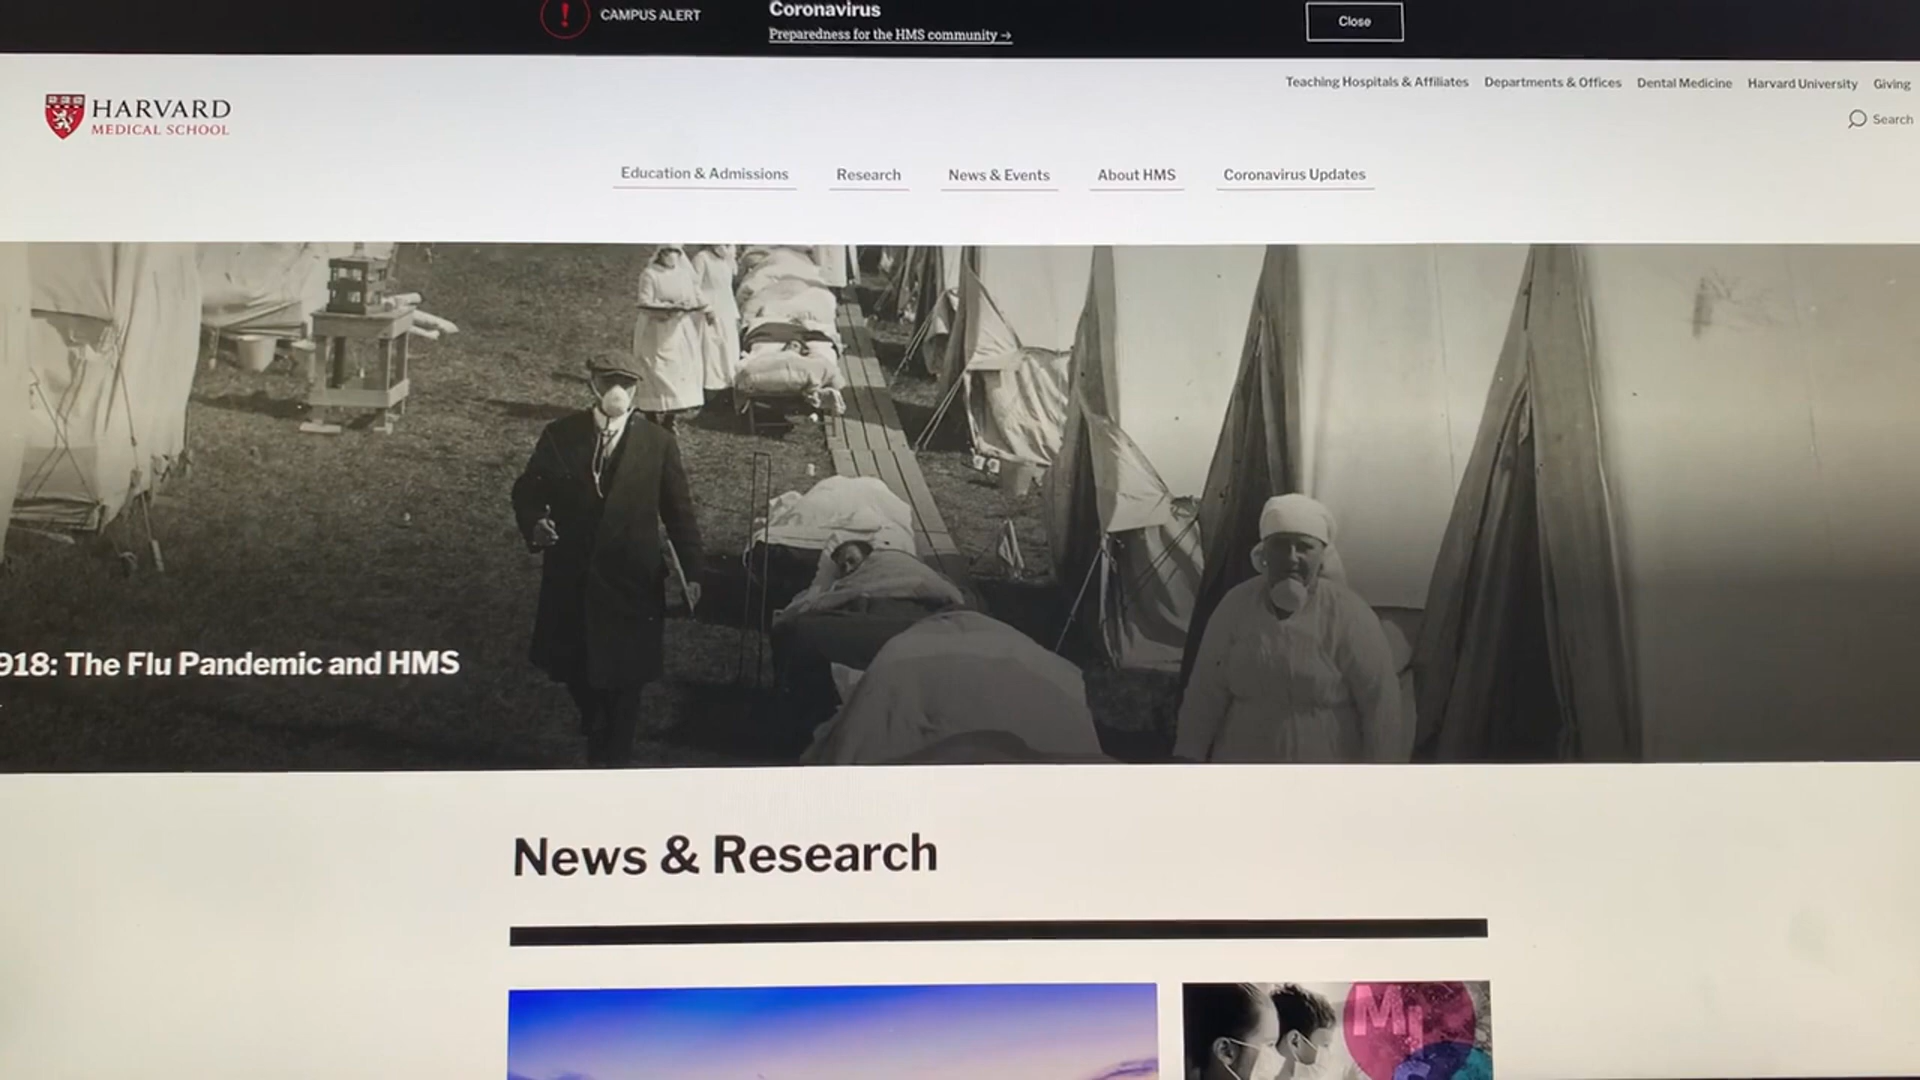 CAMPUS ALERT
Coronavirus
Preparedness for the HMS community →
Close
Teaching Hospitals & Affiliates
Departments & Offices
Dental Medicine
Harvard University
Giving
HARVARD
MEDICAL SCHOOL
Search
Education & Admissions
Research
News & Events
About HMS
Coronavirus Updates
918: The Flu Pandemic and HMS
News & Research